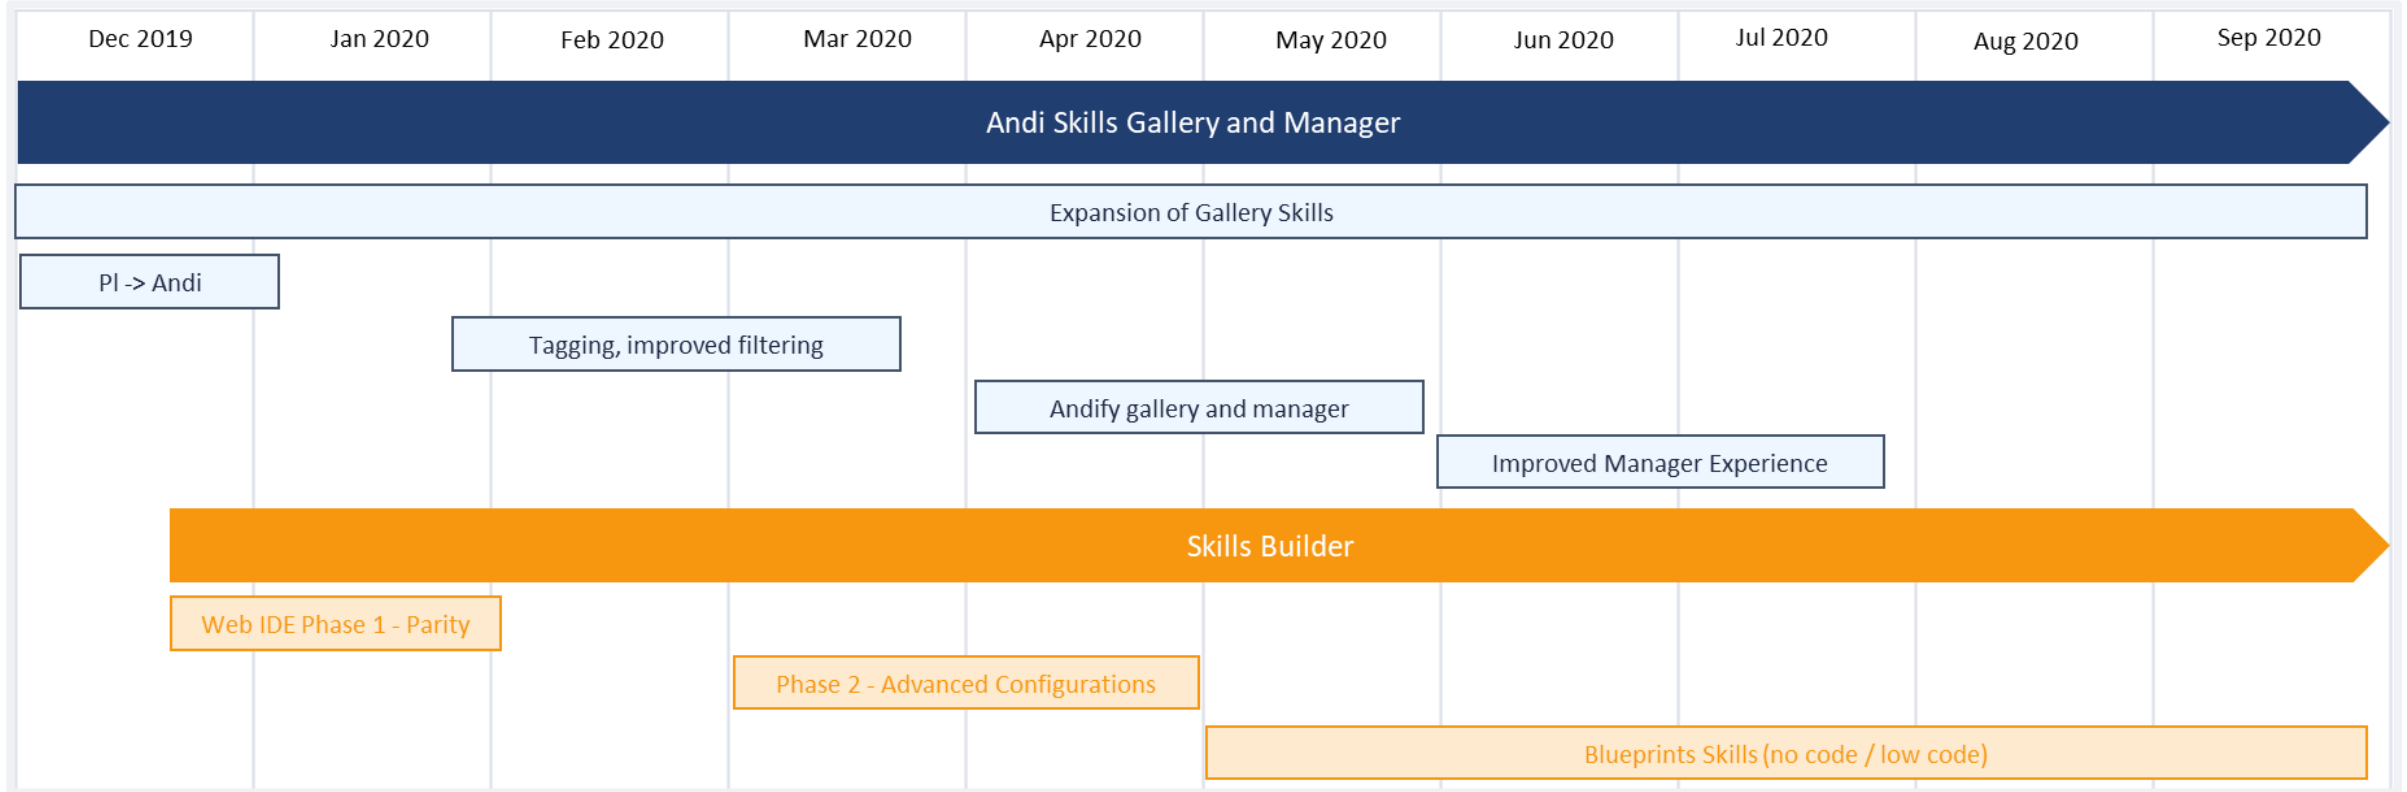 Dec 2019
Jan 2020
Feb 2020
Mar 2020
Apr 2020
May 2020
Jun 2020
Jul 2020
Aug 2020
Sep 2020
Andi Skills Gallery and Manager
Expansion of Gallery Skills
Pl -> Andi
Tagging, improved filtering
Andify gallery and manager
Improved Manager Experience
Skills Builder
Web IDE Phase 1 - Parity
Phase 2 - Advanced Configurations
Blueprints Skills (no code / low code)